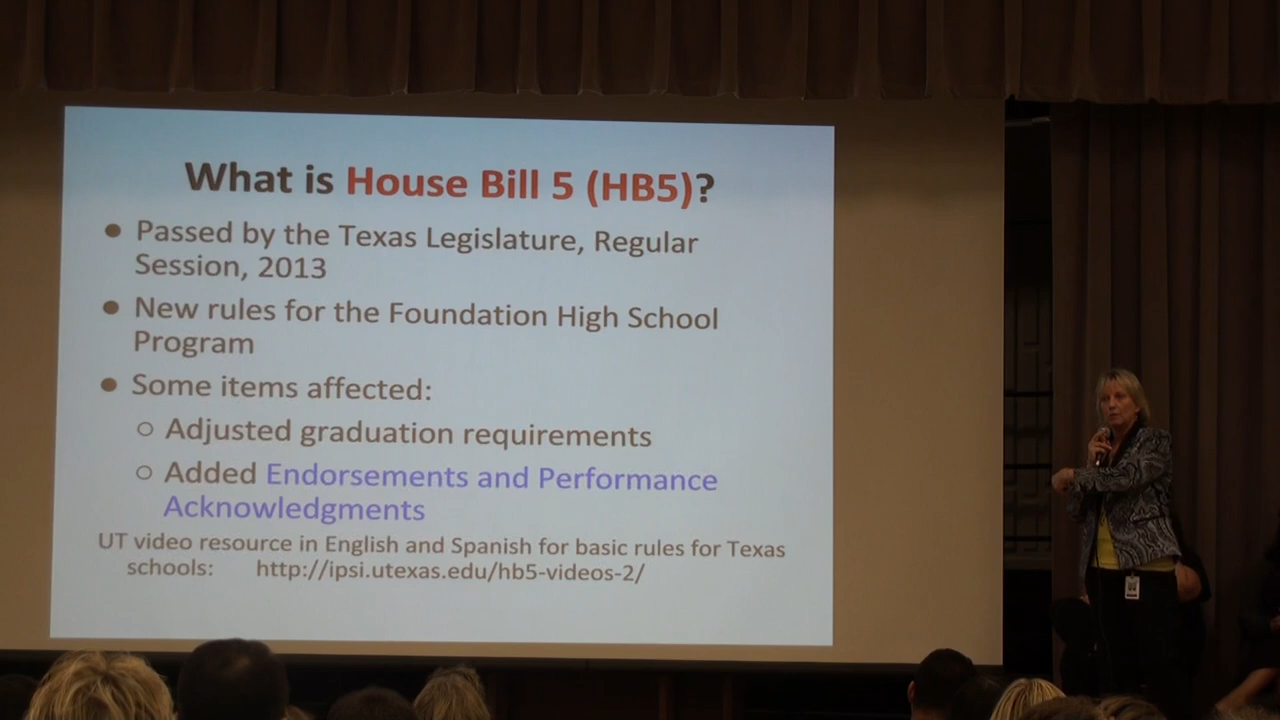 What is House Bill 5 (HB5)?
● Passed by the Texas Legislature, Regular
Session, 2013
● New rules for the Foundation High School
Program
● Some items affected:
○ Adjusted graduation requirements
○ Added Endorsements and Performance
Acknowledgments
UT video resource in English and Spanish for basic rules for Texas
schools: http://ipsi.utexas.edu/hb5-videos-2/